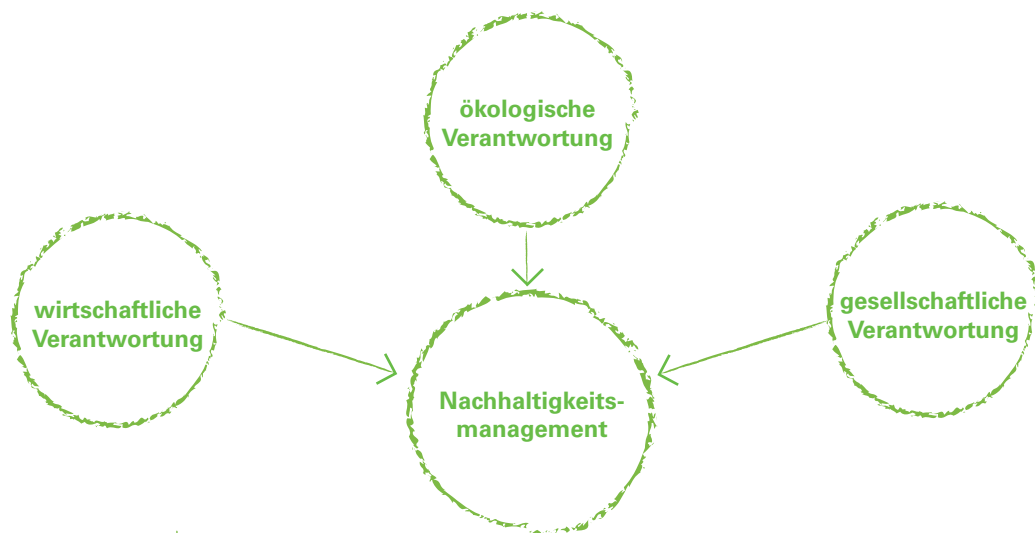 ökologische
Verantwortung
wirtschaftliche
Verantwortung
gesellschaftliche
Verantwortung
Nachhaltigkeits-
management